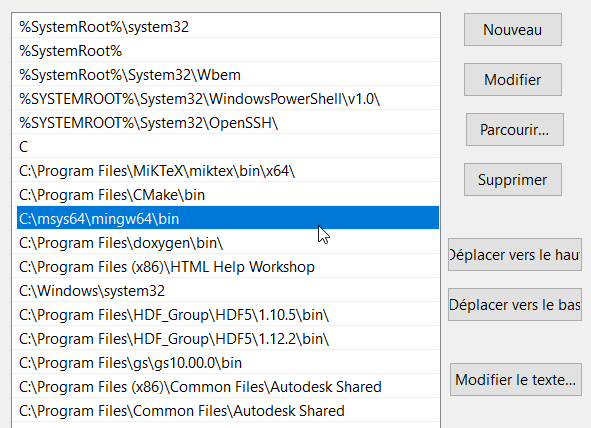 %SystemRoot%\system32
%SystemRoot%
%SystemRoot%\System32\Wbem
%SYSTEMROOT%\System32\WindowsPowerShell\v1.0\
%SYSTEMROOT%\System32\OpenSSH\
C
C:\Program Files\MiKTeX\miktex\bin\x64\
C:\Program Files\CMake\bin
C:\msys64\mingw64\bin
C:\Program Files\doxygen\bin\
C:\Program Files (x86)\HTML Help Workshop
C:\Windows\system32
C:\Program Files\HDF_Group\HDF5\1.10.5\bin\
C:\Program Files\HDF_Group\HDF5\1.12.2\bin\
C:\Program Files\gs\gs10.00.0\bin
C:\Program Files (x86)\Common Files\Autodesk Shared
C:\Program Files\Common Files\Autodesk Shared
Nouveau
Modifier
Parcourir...
Supprimer
Déplacer vers le hau
Déplacer vers le bas
Modifier le texte...